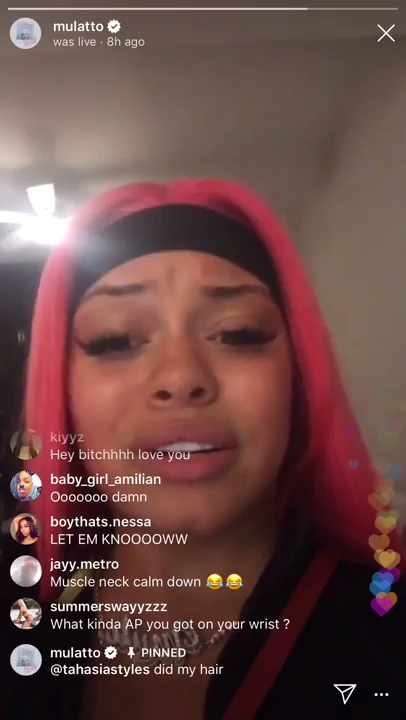 mulatto
was live · 8h ago
kiyyz
Hey bitchhhh love you
baby_girl_amilian
Ooooooo damn
boythats.nessa
LET EM KNOOOOWW
jayy.metro
Muscle neck calm down 😂😂
summerswayyzzz
What kinda AP you got on your wrist ?
mulatto PINNED
@tahasiastyles did my hair